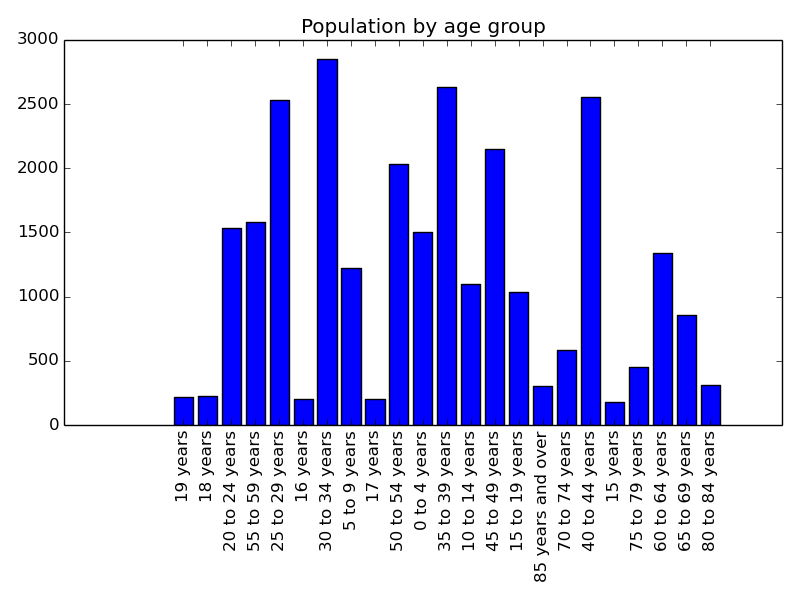 Population by age group
3000
2500
2000
1500
1000
500
0
19 years
18 years
20 to 24 years
55 to 59 years
25 to 29 years
16 years
30 to 34 years
5 to 9 years
17 years
50 to 54 years
0 to 4 years
35 to 39 years
10 to 14 years
45 to 49 years
15 to 19 years
85 years and over
70 to 74 years
40 to 44 years
15 years
75 to 79 years
60 to 64 years
65 to 69 years
80 to 84 years